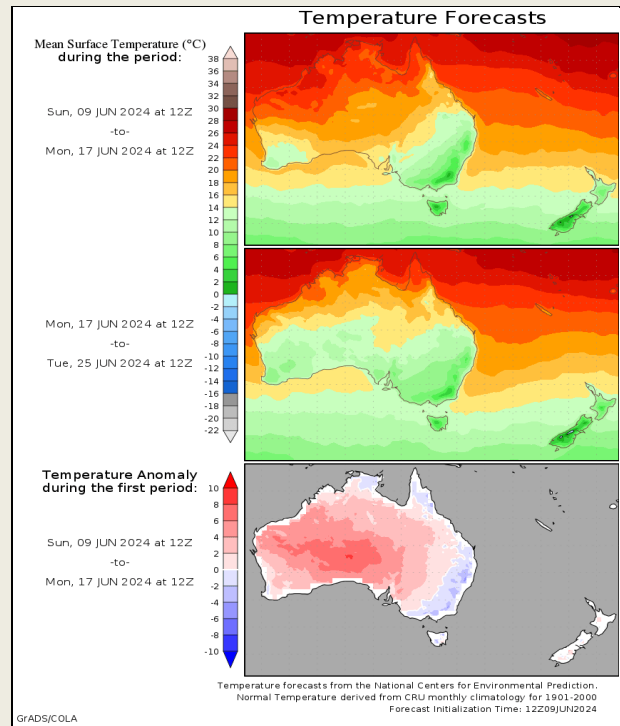 Temperature Forecasts
Mean Surface Temperature (°C)
during the period:
Sun, 09 JUN 2024 at 12Z
-to-
Mon, 17 JUN 2024 at 12Z
38
36
34
32
30
28
26
24
22
20
18
16
14
12
10
8
6
4
2
0
-2
-4
-6
-8
-10
-12
-14
-16
-18
-20
-22
Mon, 17 JUN 2024 at 12Z
-to-
Tue, 25 JUN 2024 at 12Z
Temperature Anomaly
during the first period:
Sun, 09 JUN 2024 at 12Z
-to-
Mon, 17 JUN 2024 at 12Z
10
8
6
4
2
0
-2
-4
-6
-8
-10
Temperature forecasts from the National Centers for Environmental Prediction.
Normal Temperature derived from CRU monthly climatology for 1901-2000
Forecast Initialization Time: 12Z09JUN2024
GrADS/COLA